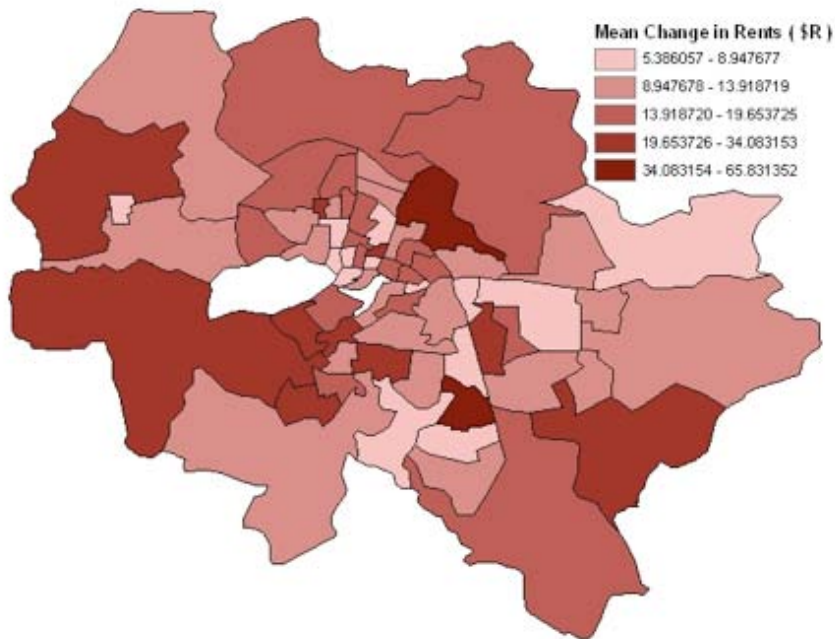 Mean Change in Rents ( $R )
5.386057 - 8.947677
8.947678 - 13.918719
13.918720 - 19.653725
19.653726 - 34.083153
34.083154 - 65.831352